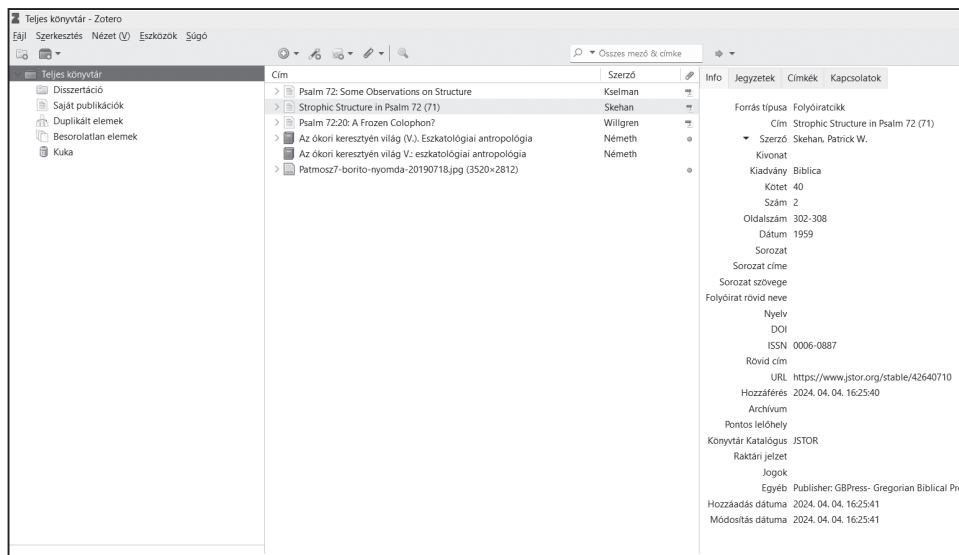 Teljes könyvtár - Zotero
Fájl Szerkesztés Nézet (V) Eszközök Súgó
Összes mező & címke
Teljes könyvtár
Disszertáció
Saját publikációk
Duplikált elemek
Besorolatlan elemek
Kuka
Cím Szerző
Psalm 72: Some Observations on Structure Kselman
Strophic Structure in Psalm 72 (71) Skehan
Psalm 72:20: A Frozen Colophon? Willgren
Az ókori keresztyén világ (V.). Eszkatológiai antropológia Németh
Az ókori keresztyén világ V.: eszkatológiai antropológia Németh
Patmosz7-borito-nyomda-20190718.jpg (3520×2812)
Info Jegyzetek Címkék Kapcsolatok
Forrás típusa Folyóiratcikk
Cím Strophic Structure in Psalm 72 (71)
Szerző Skehan, Patrick W.
Kivonat
Kiadvány Biblica
Kötet 40
Szám 2
Oldalszám 302-308
Dátum 1959
Sorozat
Sorozat címe
Sorozat szövege
Folyóirat rövid neve
Nyelv
DOI
ISSN 0006-0887
Rövid cím
URL https://www.jstor.org/stable/42640710
Hozzáférés 2024. 04. 04. 16:25:40
Archívum
Pontos lelőhely
Könyvtár Katalógus JSTOR
Raktári jelzet
Jogok
Egyéb Publisher: GBPress- Gregorian Biblical Pre
Hozzáadás dátuma 2024. 04. 04. 16:25:41
Módosítás dátuma 2024. 04. 04. 16:25:41